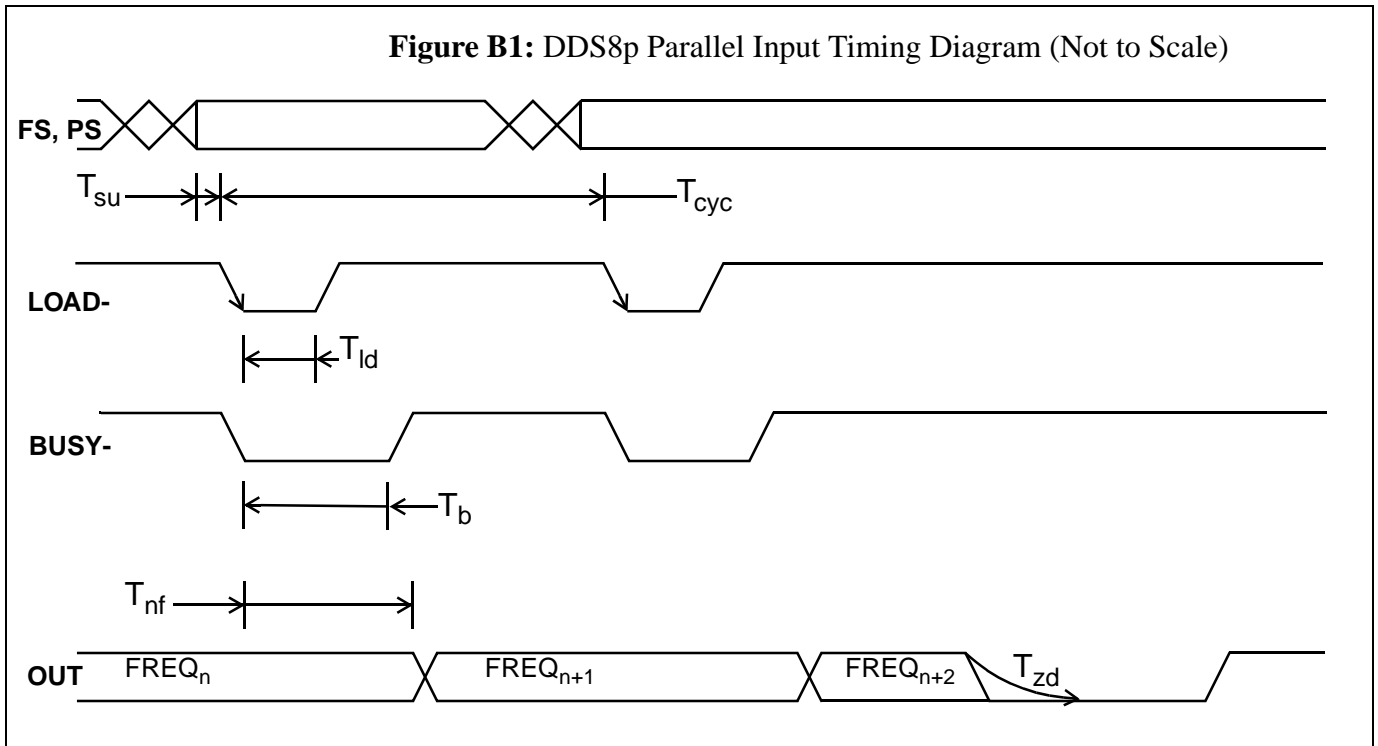 Figure B1: DDS8p Parallel Input Timing Diagram (Not to Scale)
FS, PS
Tsu
Tcyc
LOAD-
Tld
BUSY-
Tb
Tnf
OUT
FREQn
FREQn+1
FREQn+2
Tzd